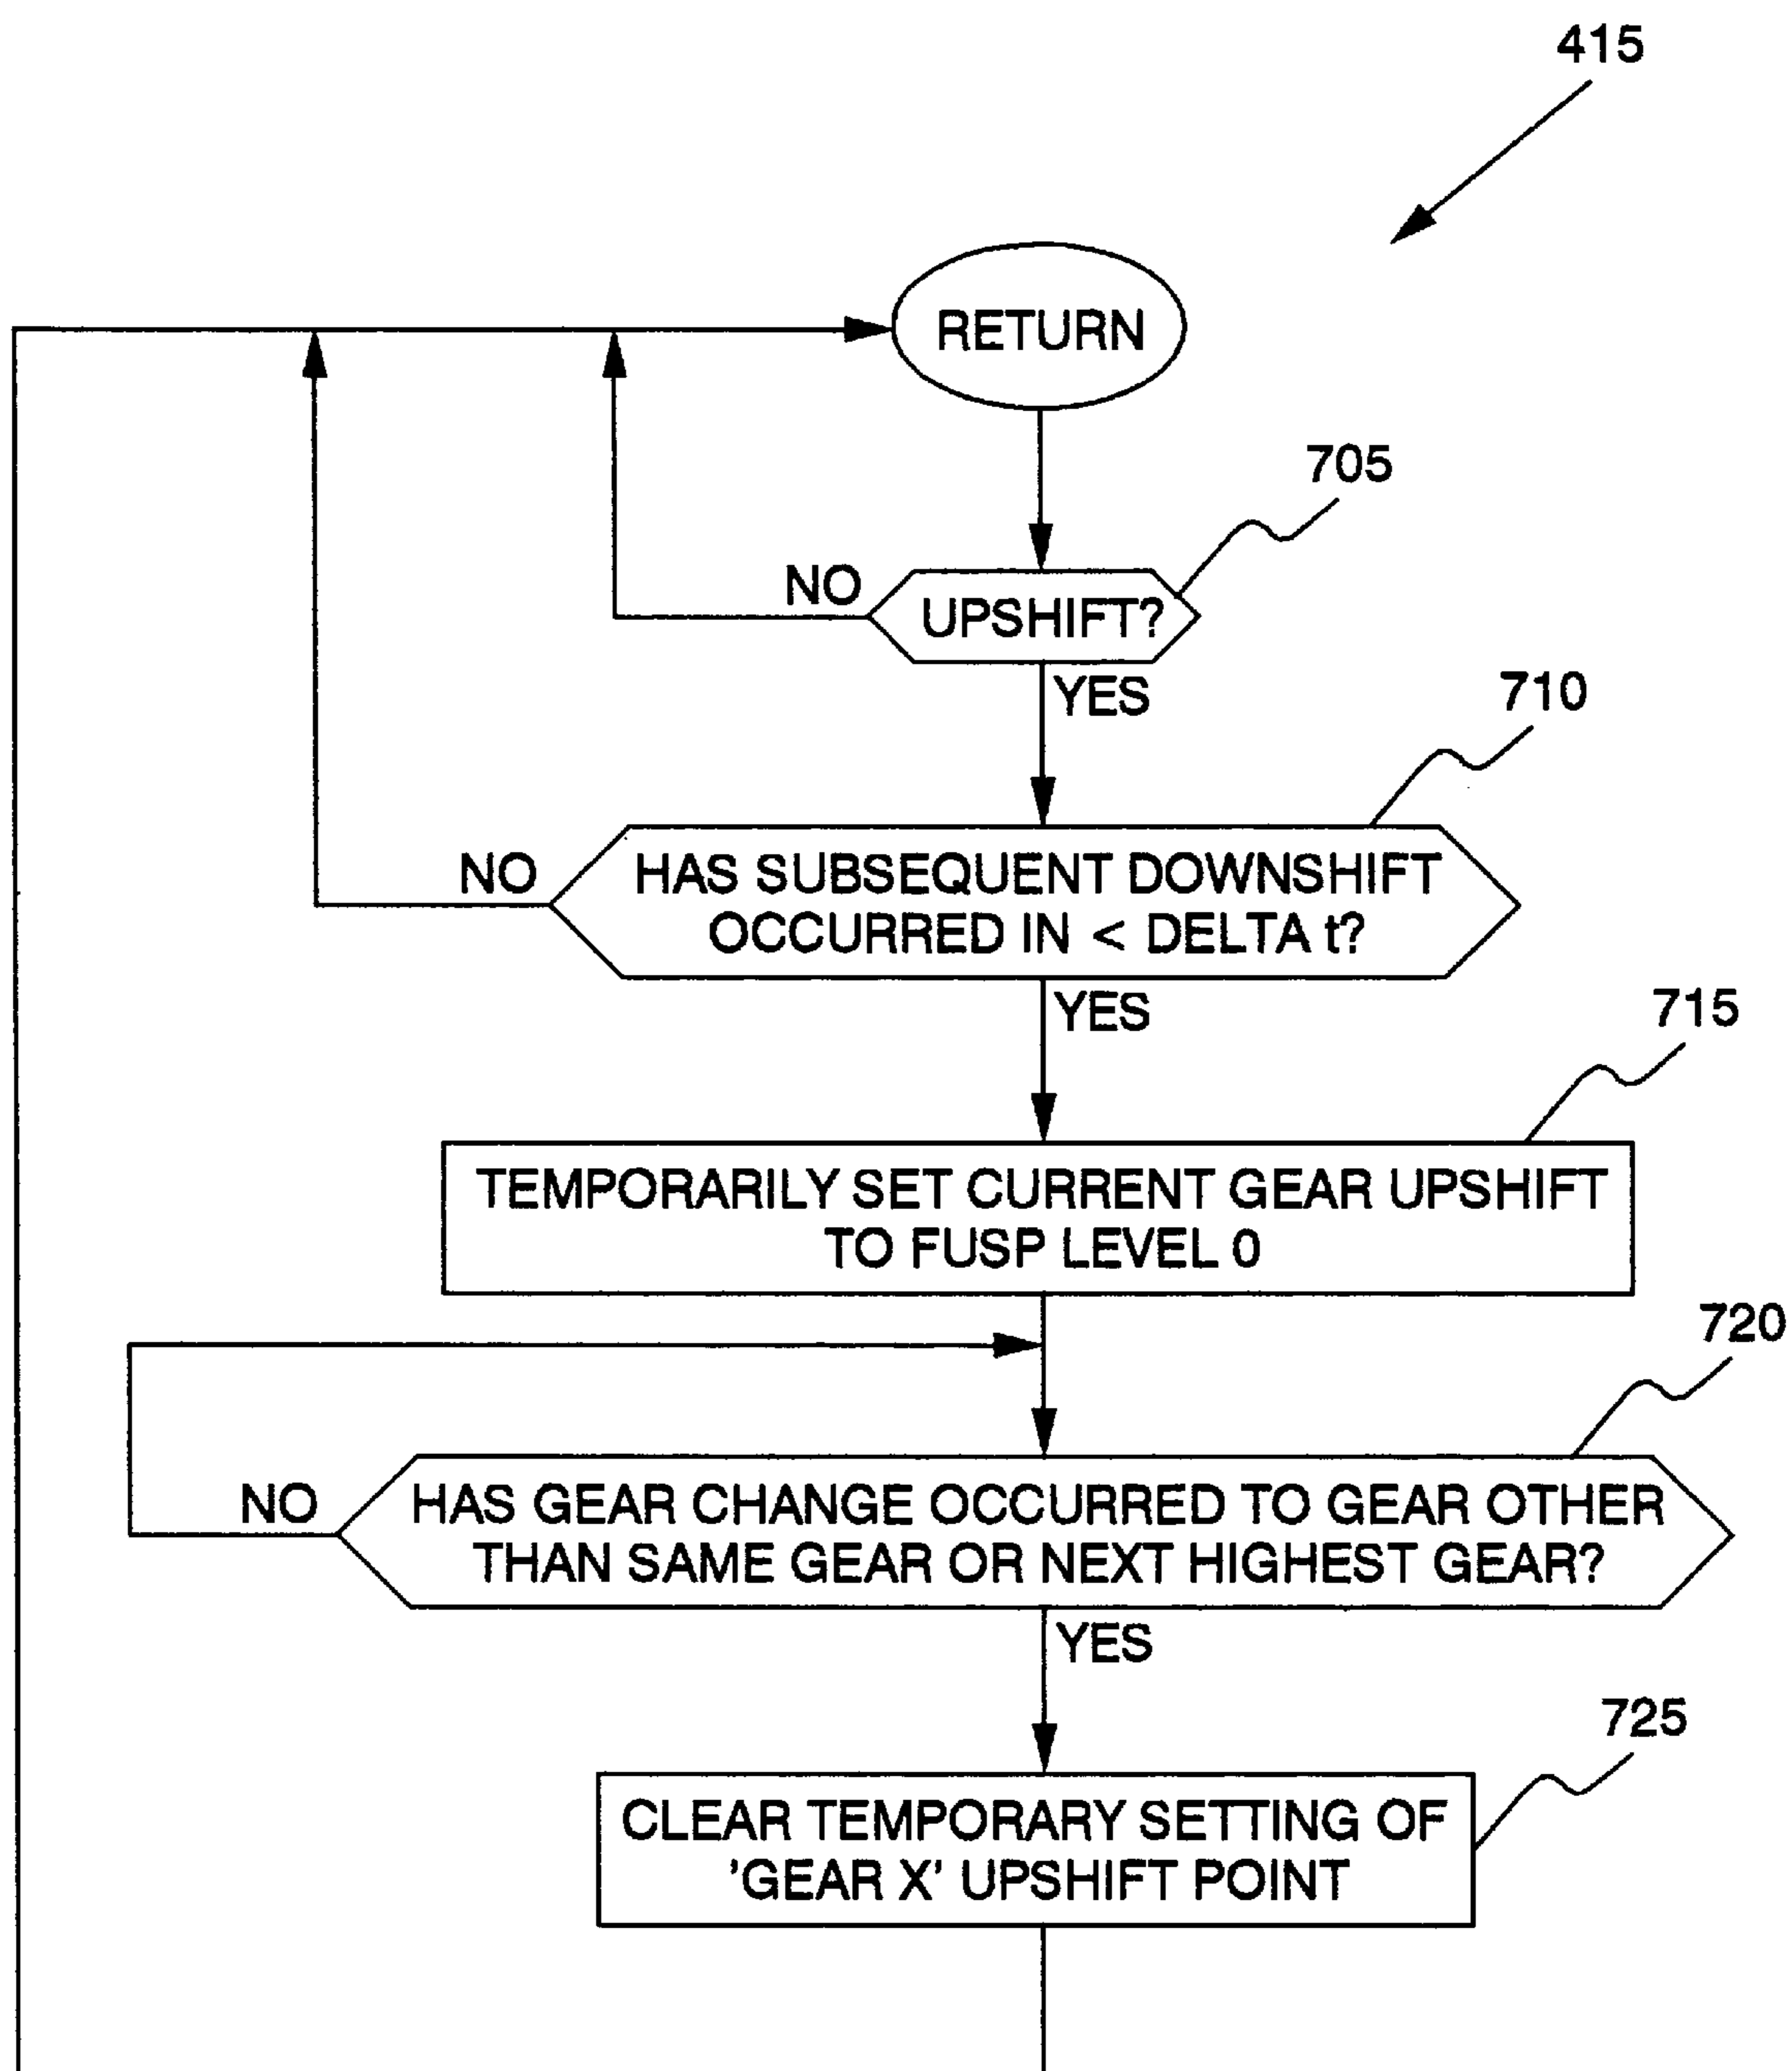 415
RETURN
705
NO
UPSHIFT?
YES
710
NO
HAS SUBSEQUENT DOWNSHIFT
OCCURRED IN < DELTA t?
YES
715
TEMPORARILY SET CURRENT GEAR UPSHIFT
TO FUSP LEVEL 0
720
NO
HAS GEAR CHANGE OCCURRED TO GEAR OTHER
THAN SAME GEAR OR NEXT HIGHEST GEAR?
YES
725
CLEAR TEMPORARY SETTING OF
'GEAR X' UPSHIFT POINT